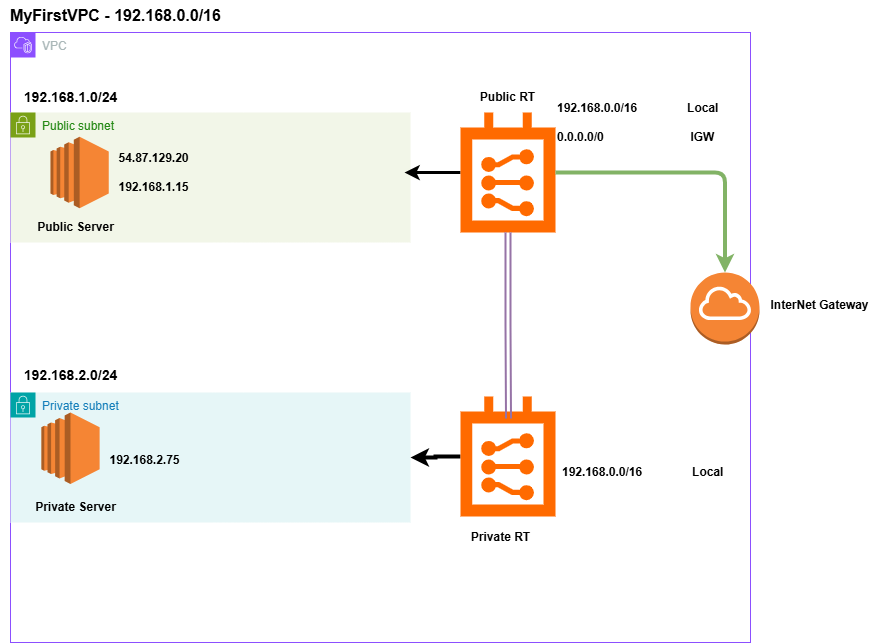 MyFirstVPC - 192.168.0.0/16
VPC
192.168.1.0/24
Public subnet
54.87.129.20
192.168.1.15
Public Server
Public RT
192.168.0.0/16 Local
0.0.0.0/0 IGW
InterNet Gateway
192.168.2.0/24
Private subnet
192.168.2.75
Private Server
192.168.0.0/16 Local
Private RT